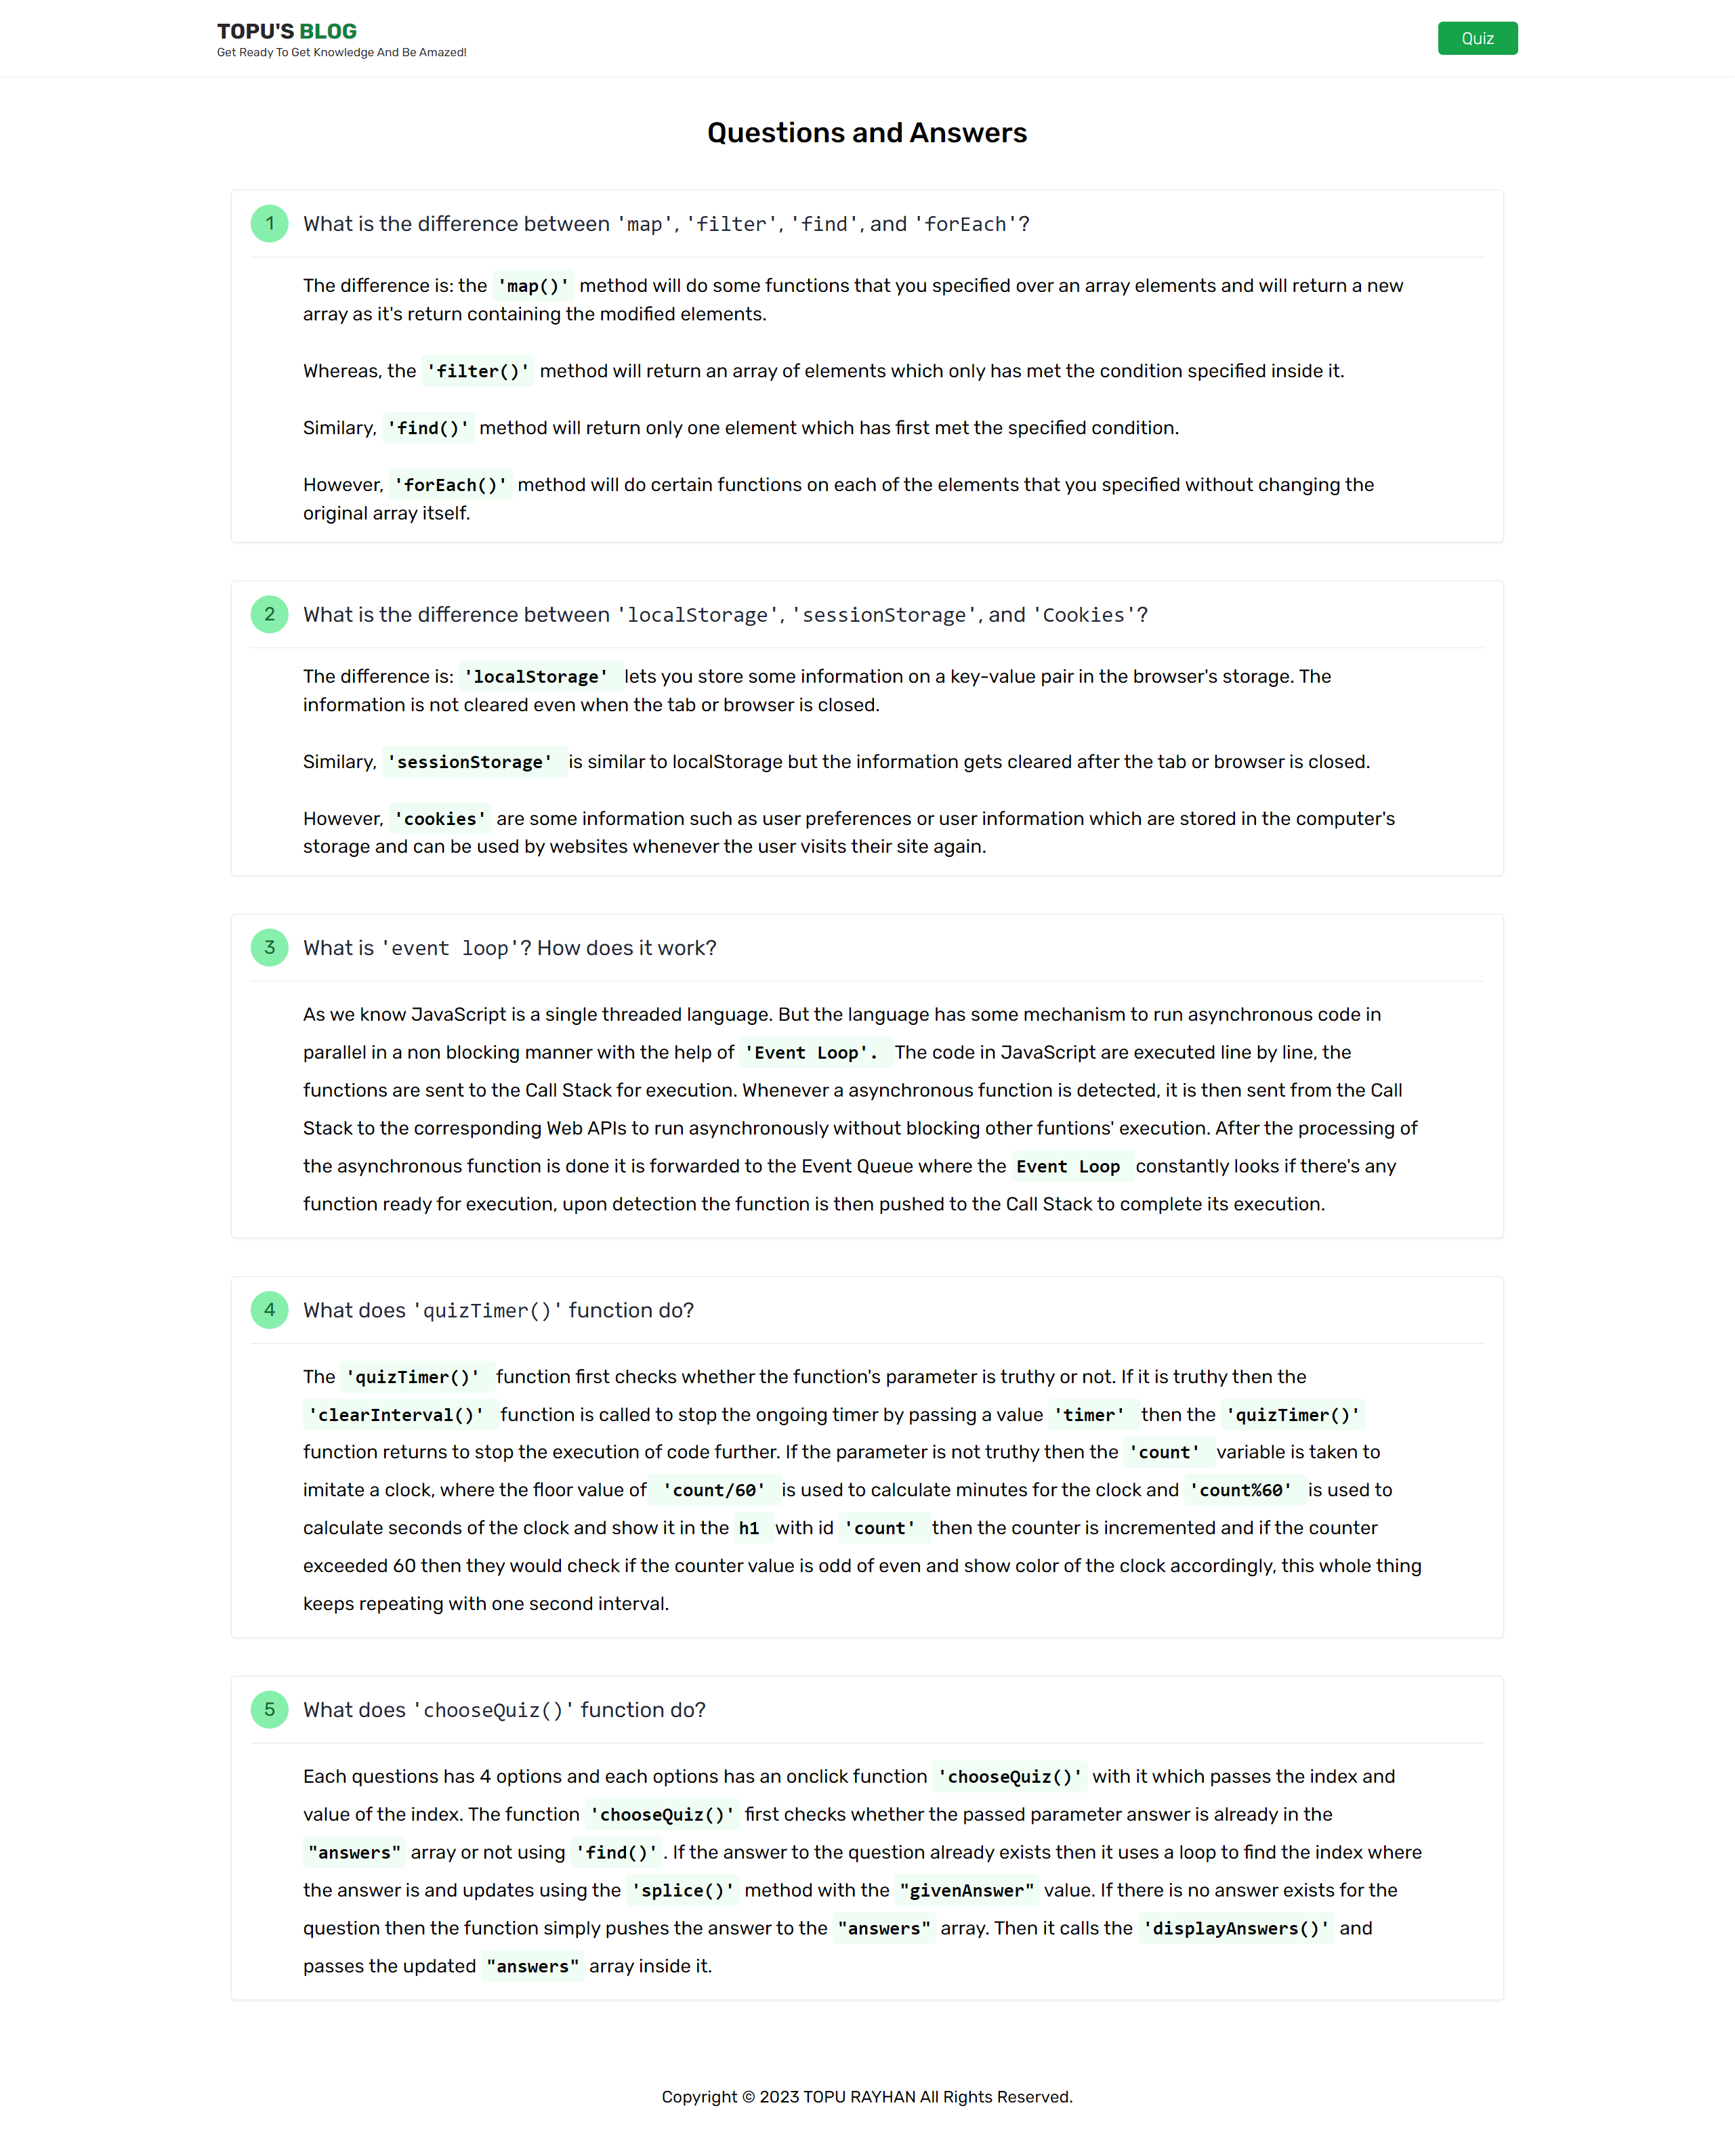 TOPU'S BLOG
Get Ready To Get Knowledge And Be Amazed!
Quiz
Questions and Answers
1 What is the difference between 'map', 'filter', 'find', and 'forEach'?
The difference is: the 'map()' method will do some functions that you specified over an array elements and will return a new
array as it's return containing the modified elements.
Whereas, the 'filter()' method will return an array of elements which only has met the condition specified inside it.
Similary, 'find()' method will return only one element which has first met the specified condition.
However, 'forEach()' method will do certain functions on each of the elements that you specified without changing the
original array itself.
2 What is the difference between 'localStorage', 'sessionStorage', and 'Cookies'?
The difference is: 'localStorage' lets you store some information on a key-value pair in the browser's storage. The
information is not cleared even when the tab or browser is closed.
Similary, 'sessionStorage' is similar to localStorage but the information gets cleared after the tab or browser is closed.
However, 'cookies' are some information such as user preferences or user information which are stored in the computer's
storage and can be used by websites whenever the user visits their site again.
3 What is 'event loop'? How does it work?
As we know JavaScript is a single threaded language. But the language has some mechanism to run asynchronous code in
parallel in a non blocking manner with the help of 'Event Loop'. The code in JavaScript are executed line by line, the
functions are sent to the Call Stack for execution. Whenever a asynchronous function is detected, it is then sent from the Call
Stack to the corresponding Web APIs to run asynchronously without blocking other funtions' execution. After the processing of
the asynchronous function is done it is forwarded to the Event Queue where the Event Loop constantly looks if there's any
function ready for execution, upon detection the function is then pushed to the Call Stack to complete its execution.
4 What does 'quizTimer()' function do?
The 'quizTimer()' function first checks whether the function's parameter is truthy or not. If it is truthy then the
'clearInterval()' function is called to stop the ongoing timer by passing a value 'timer' then the 'quizTimer()'
function returns to stop the execution of code further. If the parameter is not truthy then the 'count' variable is taken to
imitate a clock, where the floor value of 'count/60' is used to calculate minutes for the clock and 'count%60' is used to
calculate seconds of the clock and show it in the h1 with id 'count' then the counter is incremented and if the counter
exceeded 60 then they would check if the counter value is odd of even and show color of the clock accordingly, this whole thing
keeps repeating with one second interval.
5 What does 'chooseQuiz()' function do?
Each questions has 4 options and each options has an onclick function 'chooseQuiz()' with it which passes the index and
value of the index. The function 'chooseQuiz()' first checks whether the passed parameter answer is already in the
"answers" array or not using 'find()'. If the answer to the question already exists then it uses a loop to find the index where
the answer is and updates using the 'splice()' method with the "givenAnswer" value. If there is no answer exists for the
question then the function simply pushes the answer to the "answers" array. Then it calls the 'displayAnswers()' and
passes the updated "answers" array inside it.
Copyright © 2023 TOPU RAYHAN All Rights Reserved.